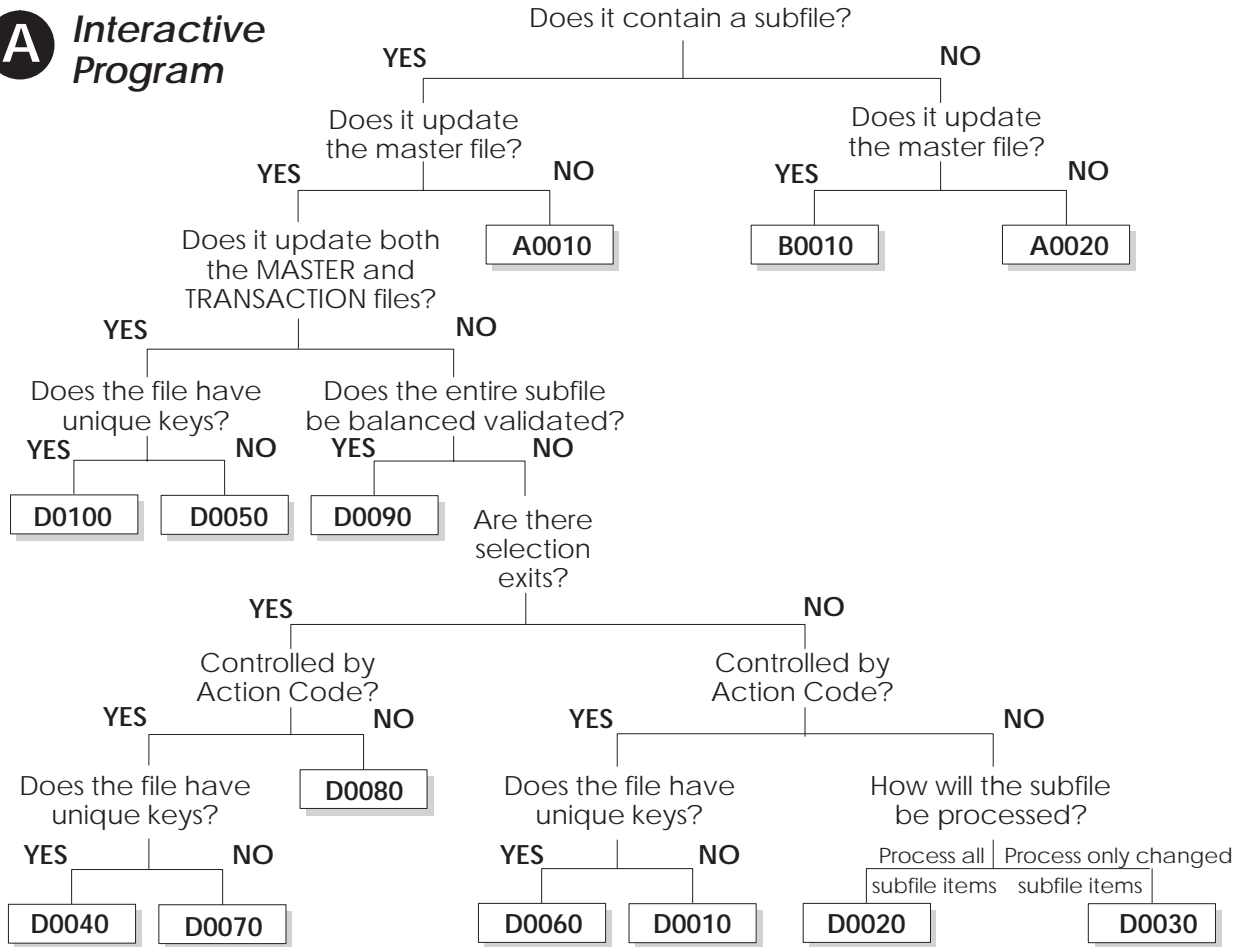 A
Interactive
Program
Does it contain a subfile?
YES
NO
Does it update
the master file?
Does it update
the master file?
YES
NO
YES
NO
Does it update both
the MASTER and
TRANSACTION files?
A0010
B0010
A0020
YES
NO
Does the file have
unique keys?
Does the entire subfile
be balanced validated?
YES
NO
YES
NO
D0100
D0050
D0090
Are there
selection
exits?
YES
NO
Controlled by
Action Code?
Controlled by
Action Code?
YES
NO
YES
NO
Does the file have
unique keys?
D0080
Does the file have
unique keys?
How will the subfile
be processed?
YES
NO
YES
NO
Process all
subfile items
Process only changed
subfile items
D0040
D0070
D0060
D0010
D0020
D0030